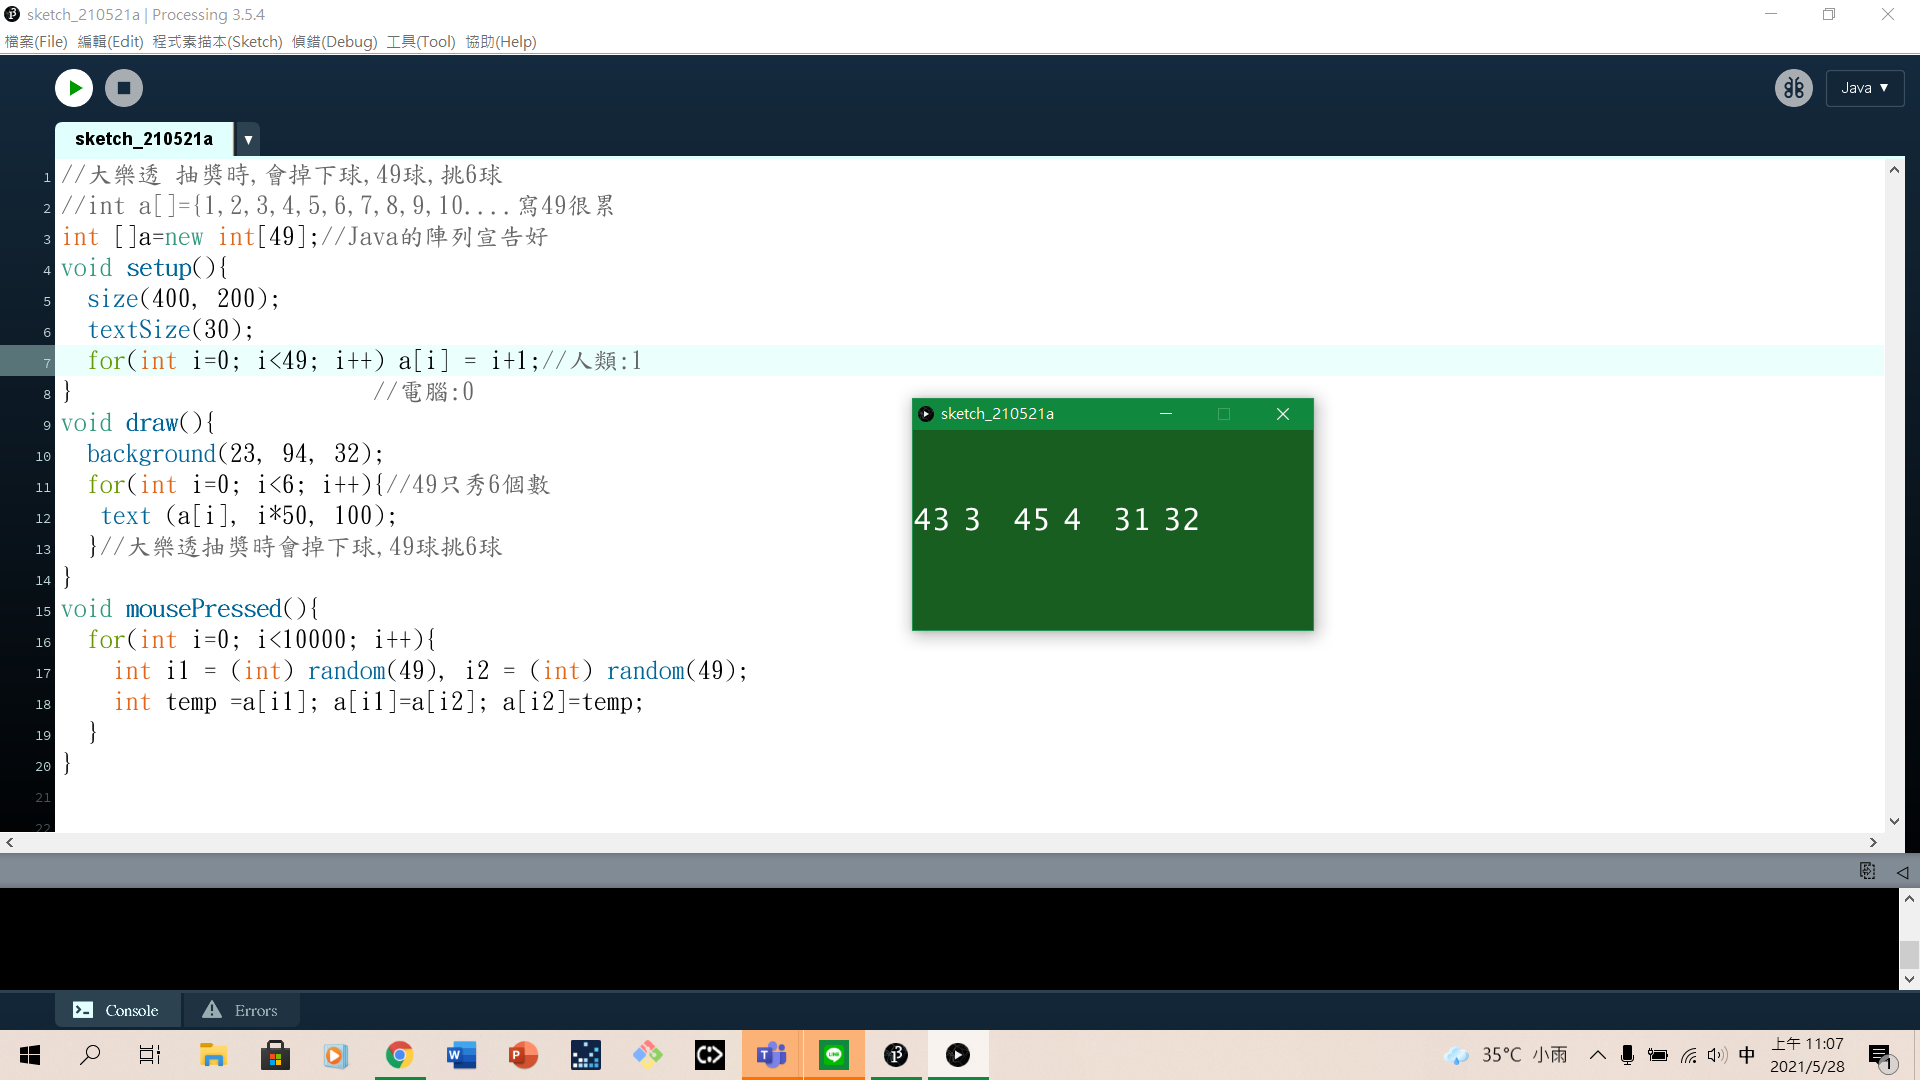 sketch_210521a | Processing 3.5.4
檔案(File) 編輯(Edit) 程式素描本(Sketch) 偵錯(Debug) 工具(Tool) 協助(Help)
Java ▼
sketch_210521a ▼
1 //大樂透 抽獎時,會掉下球,49球,挑6球
2 //int a[]={1,2,3,4,5,6,7,8,9,10....寫49很累
3 int []a=new int[49];//Java的陣列宣告好
4 void setup(){
5 size(400, 200);
6 textSize(30);
7 for(int i=0; i<49; i++) a[i] = i+1;//人類:1
8 } //電腦:0
9 void draw(){
10 background(23, 94, 32);
11 for(int i=0; i<6; i++){//49只秀6個數
12 text (a[i], i*50, 100);
13 }//大樂透抽獎時會掉下球,49球挑6球
14 }
15 void mousePressed(){
16 for(int i=0; i<10000; i++){
17 int i1 = (int) random(49), i2 = (int) random(49);
18 int temp =a[i1]; a[i1]=a[i2]; a[i2]=temp;
19 }
20 }
21
22
sketch_210521a
43 3 45 4 31 32
Console Errors
35°C 小雨 中 上午 11:07
2021/5/28
1